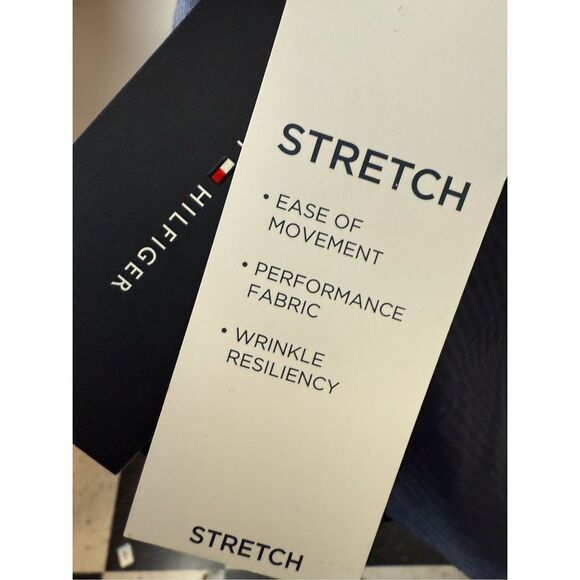 HILFIGER
STRETCH
• EASE OF
MOVEMENT
• PERFORMANCE
FABRIC
• WRINKLE
RESILIENCY
STRETCH